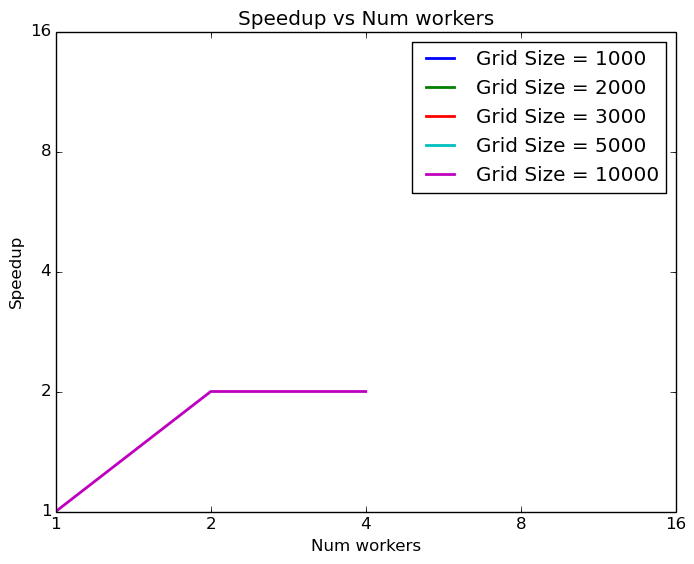 Speedup vs Num workers
16
8
4
2
1
Speedup
Grid Size = 1000
Grid Size = 2000
Grid Size = 3000
Grid Size = 5000
Grid Size = 10000
1 2 4 8 16
Num workers